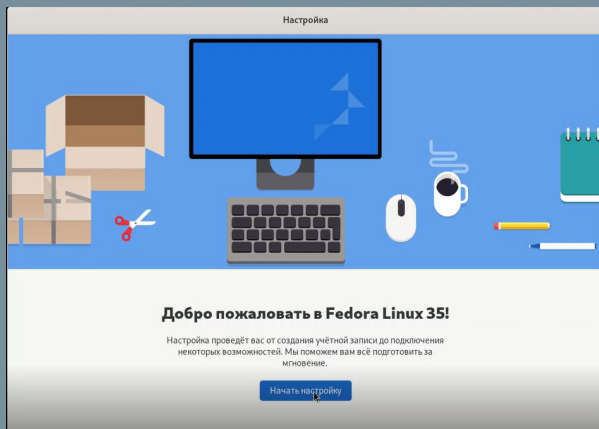 Настройка
Добро пожаловать в Fedora Linux 35!
Настройка проведёт вас от создания учётной записи до подключения
некоторых возможностей. Мы поможем вам всё подготовить за
мгновение.
Начать настройку